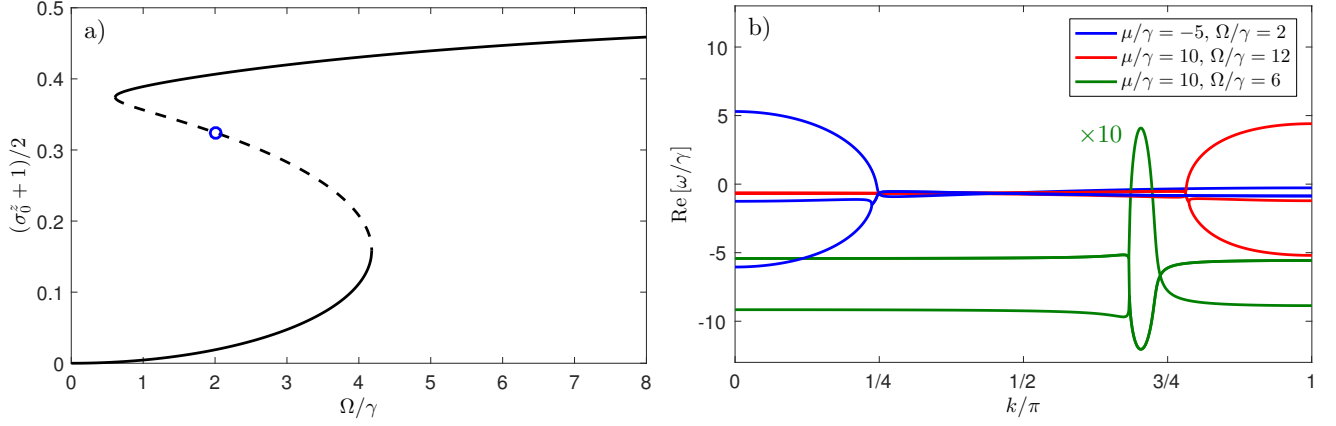 a)
(σ₀ᶻ + 1)/2
0.5
0.4
0.3
0.2
0.1
0
0 1 2 3 4 5 6 7 8
Ω/γ
b)
Re [ω/γ]
10
5
0
-5
-10
μ/γ = −5, Ω/γ = 2
μ/γ = 10, Ω/γ = 12
μ/γ = 10, Ω/γ = 6
×10
0 1/4 1/2 3/4 1
k/π